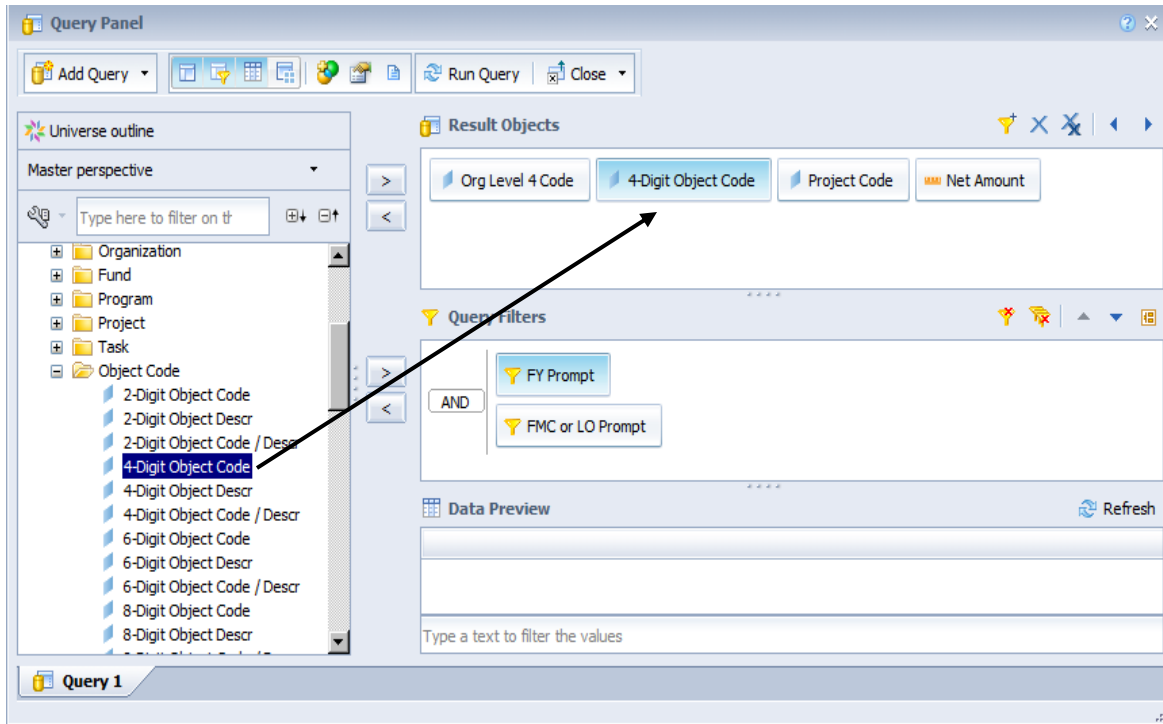 Query Panel
Add Query
Run Query
Close
Universe outline
Master perspective
Type here to filter on th
Organization
Fund
Program
Project
Task
Object Code
2-Digit Object Code
2-Digit Object Descr
2-Digit Object Code / Descr
4-Digit Object Code
4-Digit Object Descr
4-Digit Object Code / Descr
6-Digit Object Code
6-Digit Object Descr
6-Digit Object Code / Descr
8-Digit Object Code
8-Digit Object Descr
Result Objects
Org Level 4 Code
4-Digit Object Code
Project Code
Net Amount
Query Filters
AND
FY Prompt
FMC or LO Prompt
Data Preview
Refresh
Type a text to filter the values
Query 1